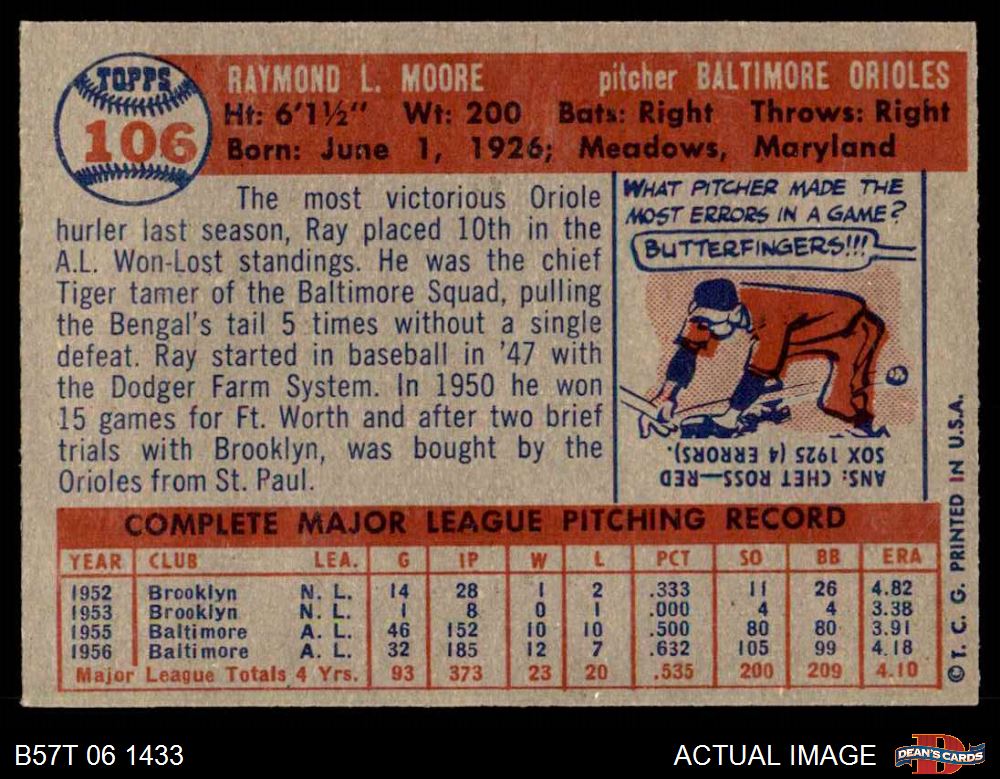 TOPPS
106
RAYMOND L. MOORE pitcher BALTIMORE ORIOLES
Ht: 6'1½" Wt: 200 Bats: Right Throws: Right
Born: June 1, 1926; Meadows, Maryland
The most victorious Oriole
hurler last season, Ray placed 10th in the
A.L. Won-Lost standings. He was the chief
Tiger tamer of the Baltimore Squad, pulling
the Bengal's tail 5 times without a single
defeat. Ray started in baseball in '47 with
the Dodger Farm System. In 1950 he won
15 games for Ft. Worth and after two brief
trials with Brooklyn, was bought by the
Orioles from St. Paul.
WHAT PITCHER MADE THE
MOST ERRORS IN A GAME?
BUTTERFINGERS!!!
ANS: CHET ROSS—RED
SOX 1925 (4 ERRORS).
COMPLETE MAJOR LEAGUE PITCHING RECORD
YEAR CLUB LEA. G IP W L PCT SO BB ERA
1952 Brooklyn N. L. 14 28 1 2 .333 11 26 4.82
1953 Brooklyn N. L. 1 8 0 1 .000 4 4 3.38
1955 Baltimore A. L. 46 152 10 10 .500 80 80 3.91
1956 Baltimore A. L. 32 185 12 7 .632 105 99 4.18
Major League Totals 4 Yrs. 93 373 23 20 .535 200 209 4.10
© T. C. G. PRINTED IN U.S.A.
B57T 06 1433 ACTUAL IMAGE
DEAN'S CARDS